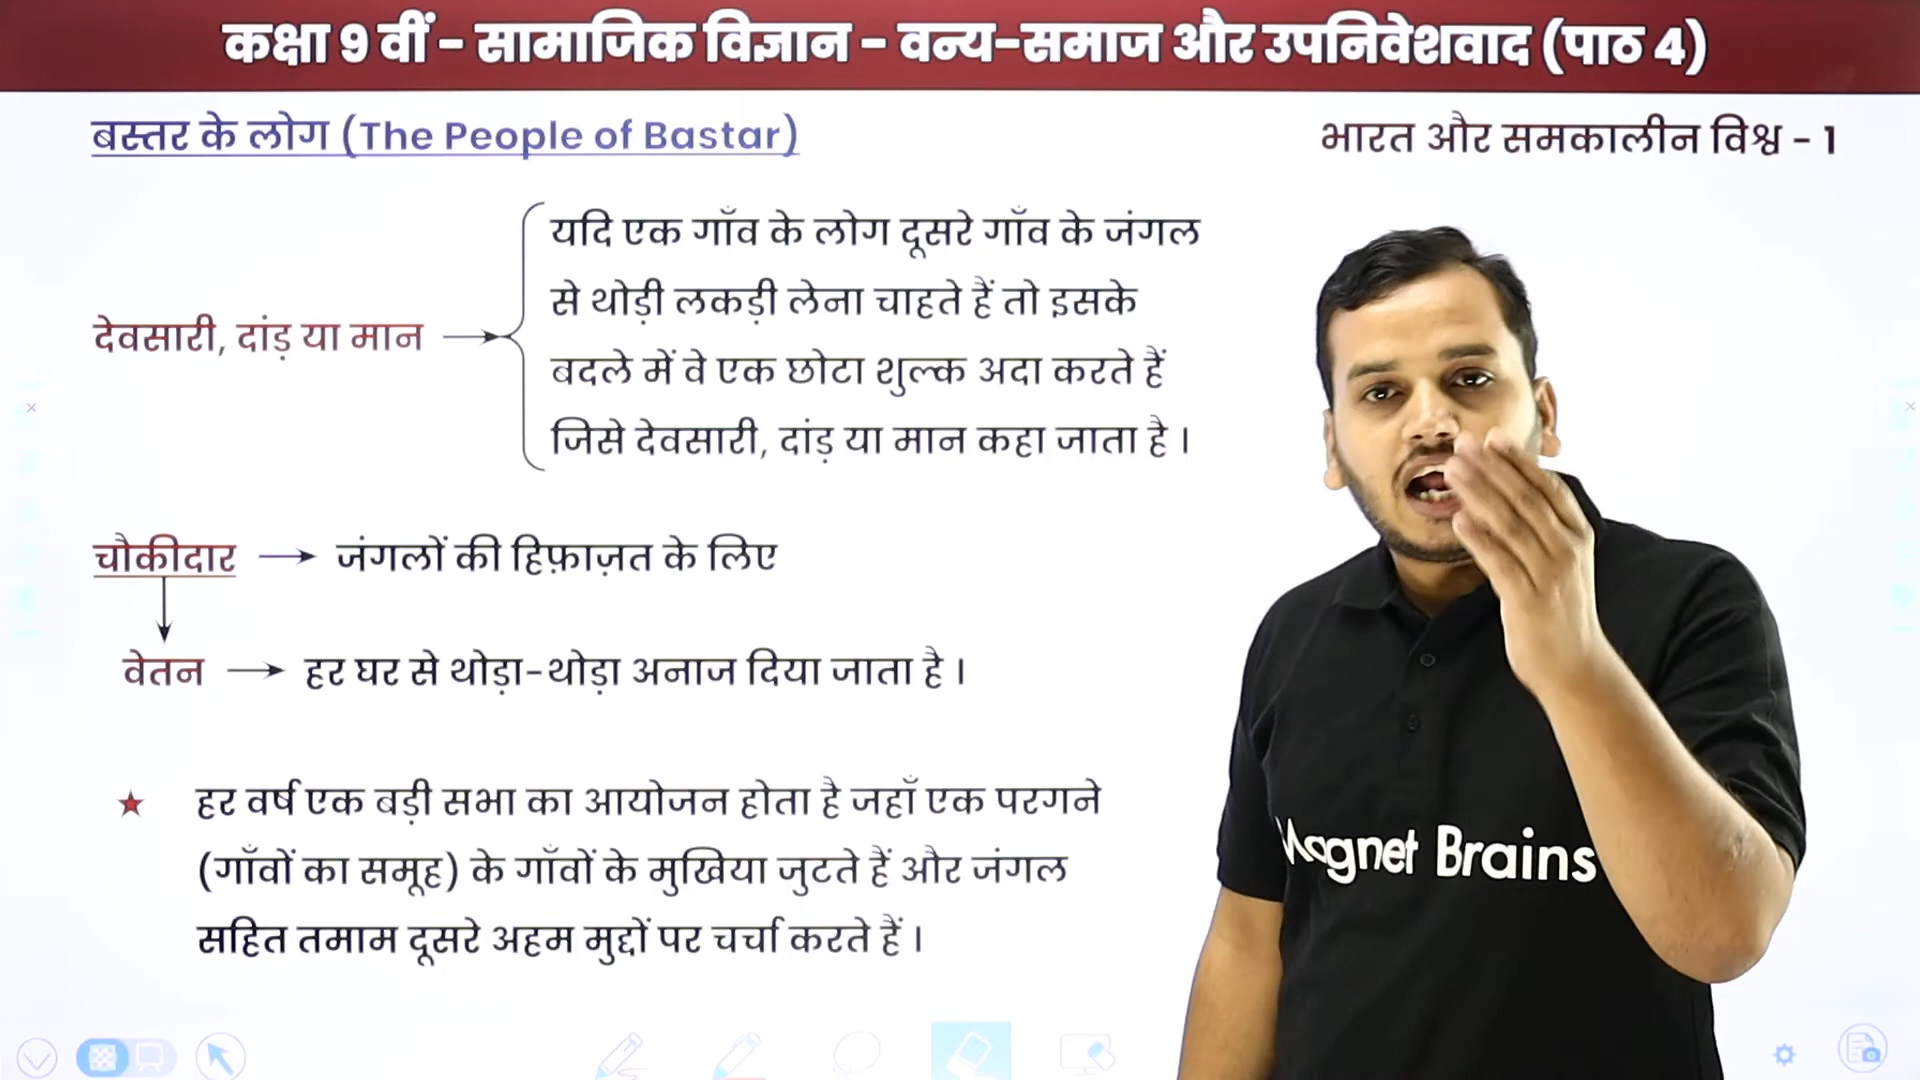 कक्षा 9 वीं - सामाजिक विज्ञान - वन्य-समाज और उपनिवेशवाद (पाठ 4)
बस्तर के लोग (The People of Bastar)
भारत और समकालीन विश्व - 1
देवसारी, दांड़ या मान
यदि एक गाँव के लोग दूसरे गाँव के जंगल
से थोड़ी लकड़ी लेना चाहते हैं तो इसके
बदले में वे एक छोटा शुल्क अदा करते हैं
जिसे देवसारी, दांड़ या मान कहा जाता है ।
चौकीदार → जंगलों की हिफ़ाज़त के लिए
वेतन → हर घर से थोड़ा-थोड़ा अनाज दिया जाता है ।
★ हर वर्ष एक बड़ी सभा का आयोजन होता है जहाँ एक परगने
(गाँवों का समूह) के गाँवों के मुखिया जुटते हैं और जंगल
सहित तमाम दूसरे अहम मुद्दों पर चर्चा करते हैं ।
Magnet Brains